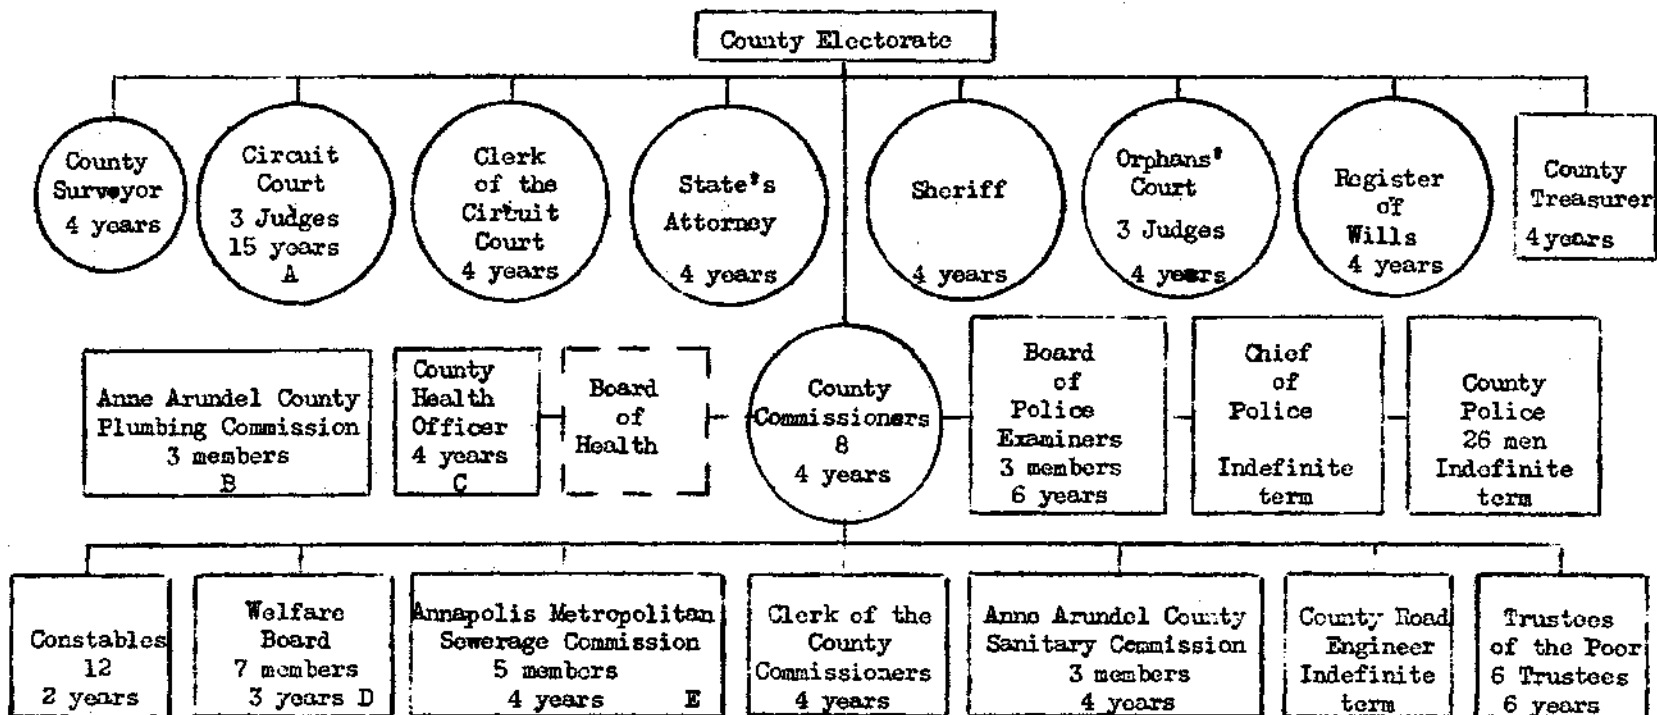 County Electorate
County
Surveyor
4 years
Circuit
Court
3 Judges
15 years
A
Clerk
of the
Circuit
Court
4 years
State's
Attorney
4 years
Sheriff
4 years
Orphans'
Court
3 Judges
4 years
Register
of
Wills
4 years
County
Treasurer
4 years
Anne Arundel County
Plumbing Commission
3 members
B
County
Health
Officer
4 years
C
Board
of
Health
County
Commissioners
8
4 years
Board
of
Police
Examiners
3 members
6 years
Chief
of
Police
Indefinite
term
County
Police
26 men
Indefinite
term
Constables
12
2 years
Welfare
Board
7 members
3 years D
Annapolis Metropolitan
Sewerage Commission
5 members
4 years E
Clerk of the
County
Commissioners
4 years
Anne Arundel County
Sanitary Commission
3 members
4 years
County Road
Engineer
Indefinite
term
Trustees
of the Poor
6 Trustees
6 years